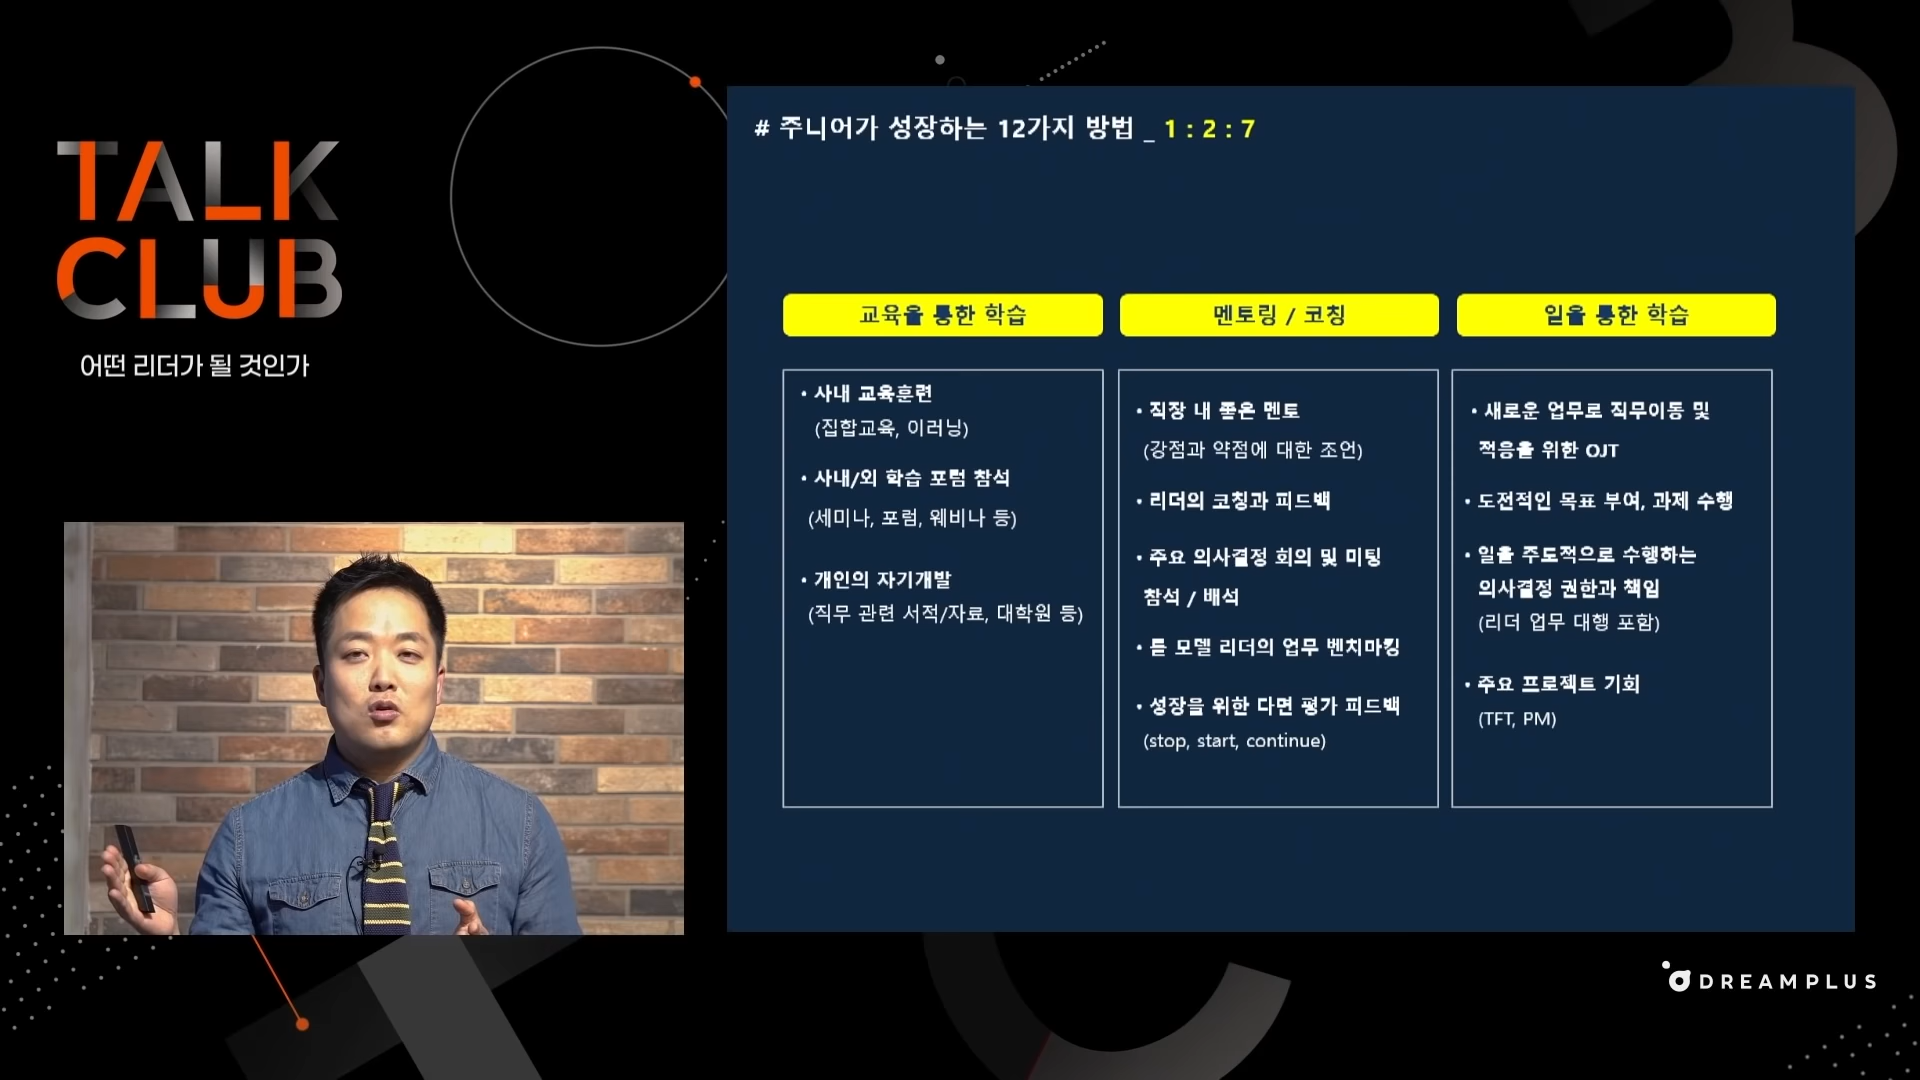 TALK
CLUB
어떤 리더가 될 것인가
# 주니어가 성장하는 12가지 방법 _ 1 : 2 : 7
교육을 통한 학습
• 사내 교육훈련
(집합교육, 이러닝)
• 사내/외 학습 포럼 참석
(세미나, 포럼, 웨비나 등)
• 개인의 자기개발
(직무 관련 서적/자료, 대학원 등)
멘토링 / 코칭
• 직장 내 좋은 멘토
(강점과 약점에 대한 조언)
• 리더의 코칭과 피드백
• 주요 의사결정 회의 및 미팅
참석 / 배석
• 롤 모델 리더의 업무 벤치마킹
• 성장을 위한 다면 평가 피드백
(stop, start, continue)
일을 통한 학습
• 새로운 업무로 직무이동 및
적응을 위한 OJT
• 도전적인 목표 부여, 과제 수행
• 일을 주도적으로 수행하는
의사결정 권한과 책임
(리더 업무 대행 포함)
• 주요 프로젝트 기회
(TFT, PM)
DREAMPLUS